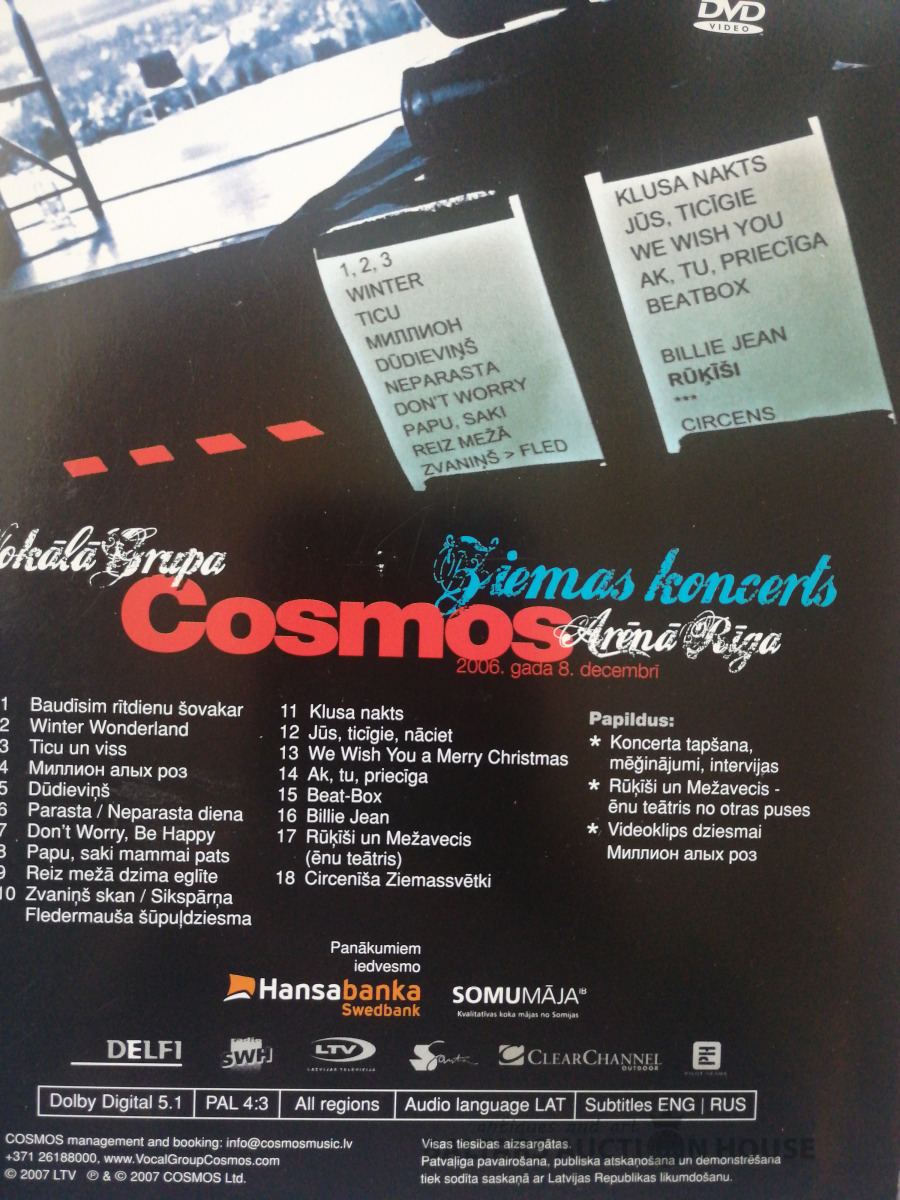 DVD
VIDEO
KLUSA NAKTS
JŪS, TICĪGIE
WE WISH YOU
AK, TU, PRIECĪGA
BEATBOX
BILLIE JEAN
RŪĶĪŠI
***
CIRCENS
1, 2, 3
WINTER
TICU
МИЛЛИОН
DŪDIEVIŅŠ
NEPARASTA
DON'T WORRY
PAPU, SAKI
REIZ MEŽĀ
ZVANIŅŠ > FLED
Vokālā Grupa
Cosmos
Ziemas koncerts
Arēnā Rīga
2006. gada 8. decembrī
1 Baudīsim rītdienu šovakar
2 Winter Wonderland
3 Ticu un viss
4 Миллион алых роз
5 Dūdieviņš
6 Parasta / Neparasta diena
7 Don't Worry, Be Happy
8 Papu, saki mammai pats
9 Reiz mežā dzima eglīte
10 Zvaniņš skan / Sikspārņa
Fledermauša šūpuļdziesma
11 Klusa nakts
12 Jūs, ticīgie, nāciet
13 We Wish You a Merry Christmas
14 Ak, tu, priecīga
15 Beat-Box
16 Billie Jean
17 Rūķīši un Mežavecis
(ēnu teātris)
18 Circenīša Ziemassvētki
Papildus:
* Koncerta tapšana,
mēģinājumi, intervijas
* Rūķīši un Mežavecis -
ēnu teātris no otras puses
* Videoklips dziesmai
Миллион алых роз
Panākumiem
iedvesmo
Hansabanka
Swedbank
SOMUMĀJA IB
Kvalitatīvas koka mājas no Somijas
DELFI
radio
SWH
LTV
LATVIJAS TELEVĪZIJA
Santa
CLEARCHANNEL
OUTDOOR
PH
Dolby Digital 5.1 | PAL 4:3 | All regions | Audio language LAT | Subtitles ENG | RUS
COSMOS management and booking: info@cosmosmusic.lv
+371 26188000, www.VocalGroupCosmos.com
© 2007 LTV ℗ & © 2007 COSMOS Ltd.
Visas tiesības aizsargātas.
Patvaļīga pavairošana, publiska atskaņošana un demonstrēšana
tiek sodīta saskaņā ar Latvijas Republikas likumdošanu.
AUCTION HOUSE